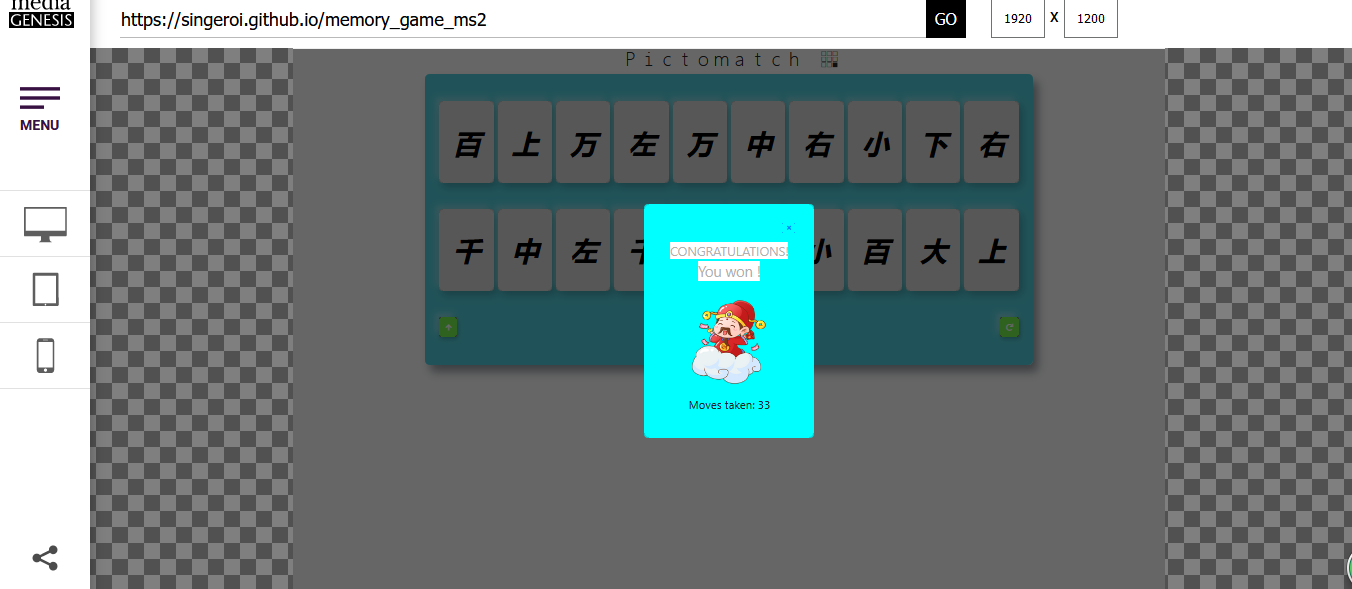 media
GENESIS
https://singeroi.github.io/memory_game_ms2
GO
1920 X 1200
MENU
Pictomatch
百 上 万 左 万 中 右 小 下 右
千 中 左 千 小 百 大 上
×
CONGRATULATIONS!
You won !
Moves taken: 33